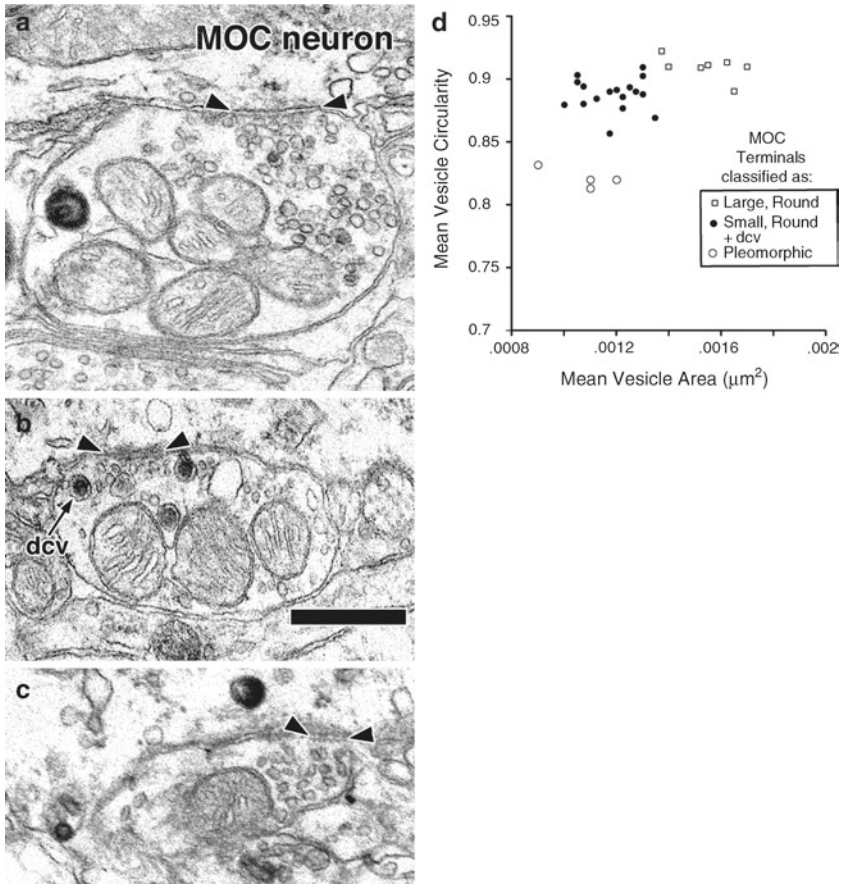 a
MOC neuron
b
dcv
c
d
0.95
0.9
0.85
0.8
0.75
0.7
Mean Vesicle Circularity
MOC
Terminals
classified as:
Large, Round
Small, Round
+ dcv
Pleomorphic
.0008 .0012 .0016 .002
Mean Vesicle Area (µm²)